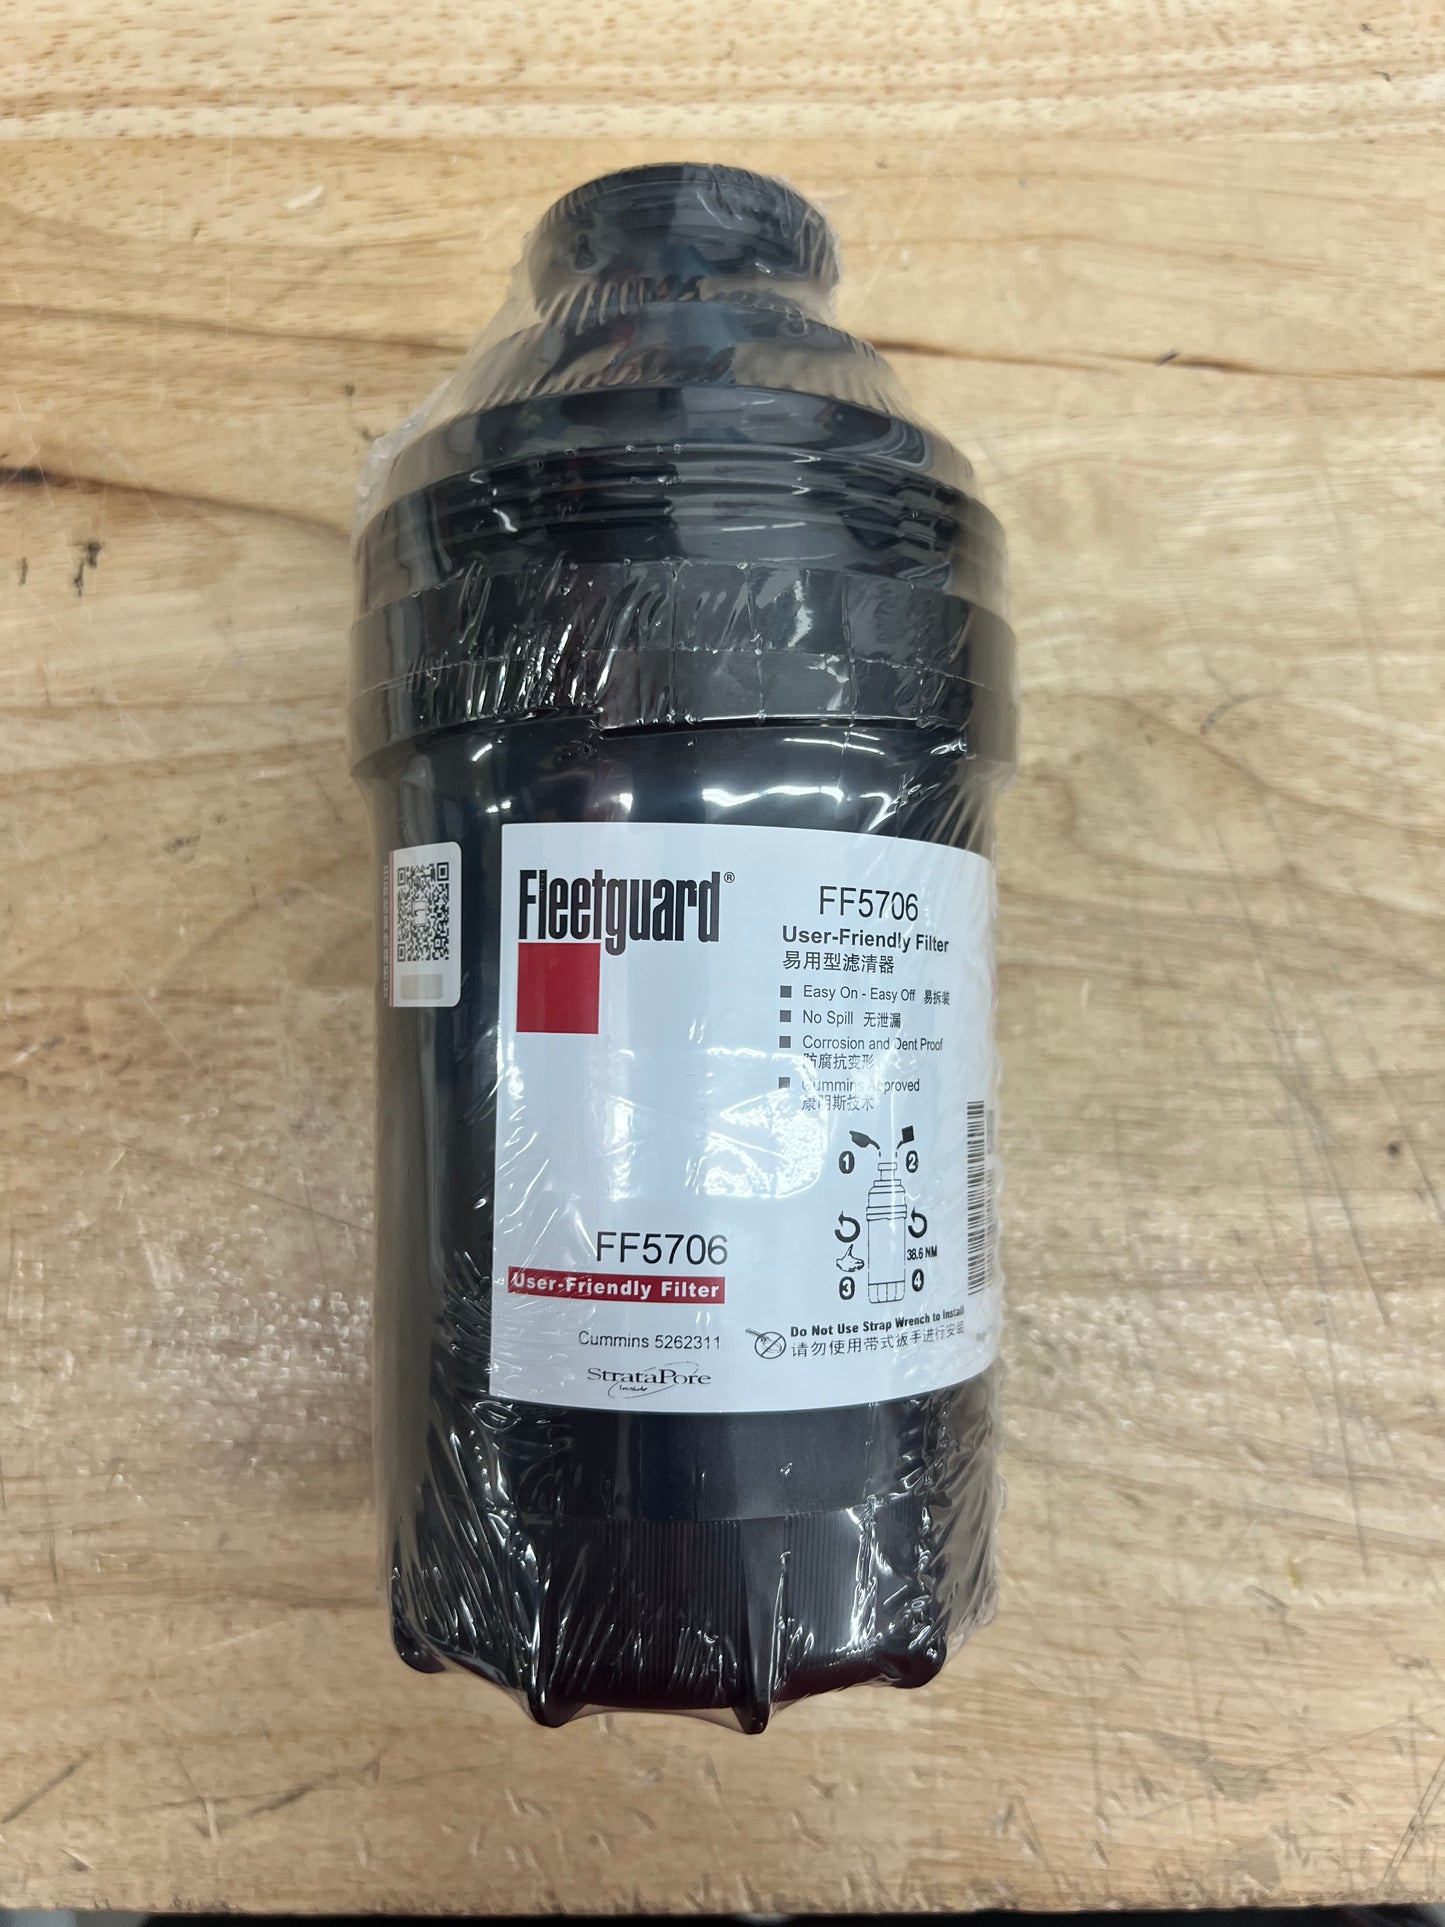 Fleetguard®
FF5706
User-Friendly Filter
易用型滤清器
Easy On - Easy Off 易拆装
No Spill 无泄漏
Corrosion and Dent Proof
防腐抗变形
Cummins Approved
康明斯技术
1
2
38.6 NM
3
4
Do Not Use Strap Wrench to Install
请勿使用带式扳手进行安装
FF5706
User-Friendly Filter
Cummins 5262311
StrataPore
Inside